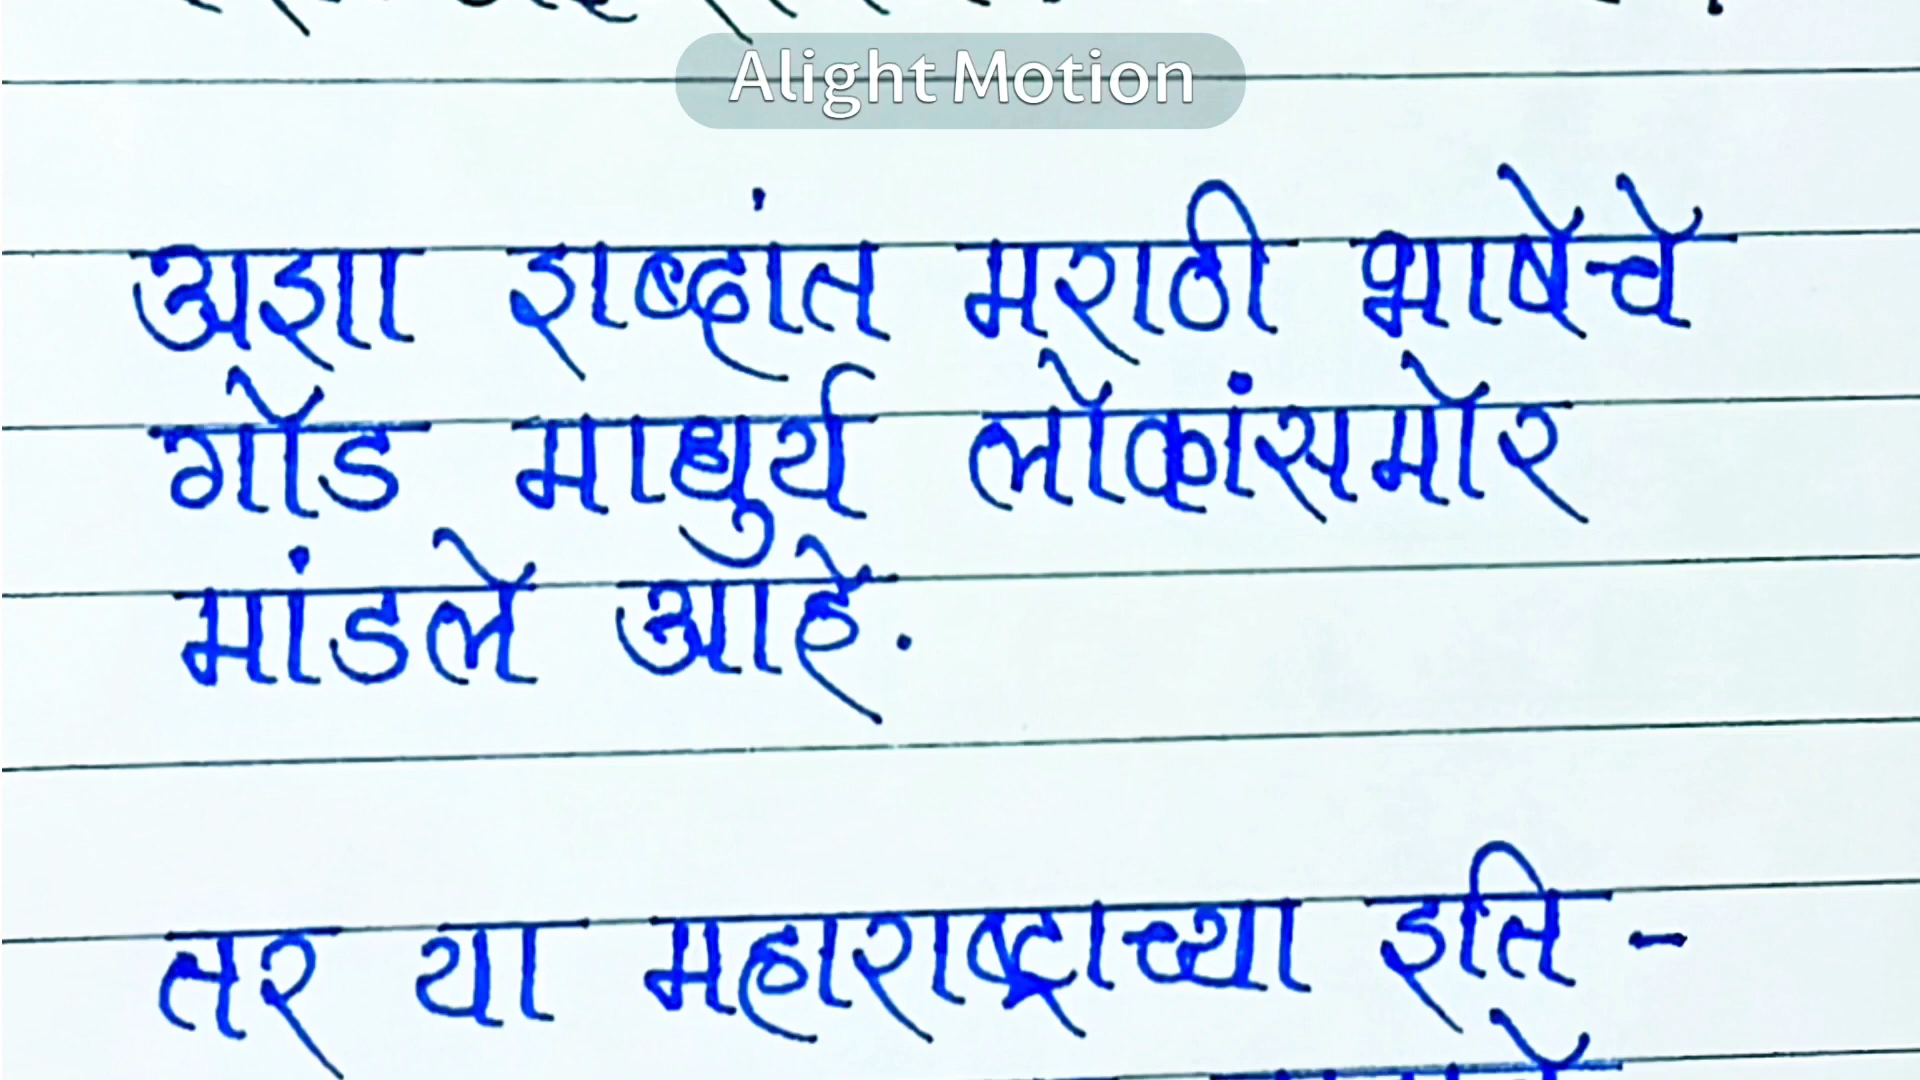 Alight Motion
अशा शब्दांत मराठी भाषेचे
गोड माधुर्य लोकांसमोर
मांडले आहे.
तर या महाराष्ट्राच्या इति -